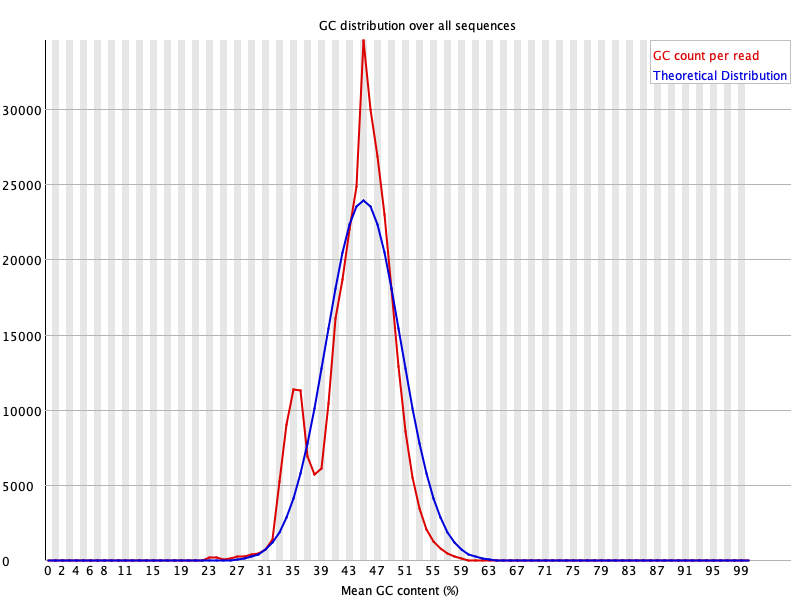 GC distribution over all sequences
GC count per read
Theoretical Distribution
30000
25000
20000
15000
10000
5000
0
0 2 4 6 8 11 15 19 23 27 31 35 39 43 47 51 55 59 63 67 71 75 79 83 87 91 95 99
Mean GC content (%)